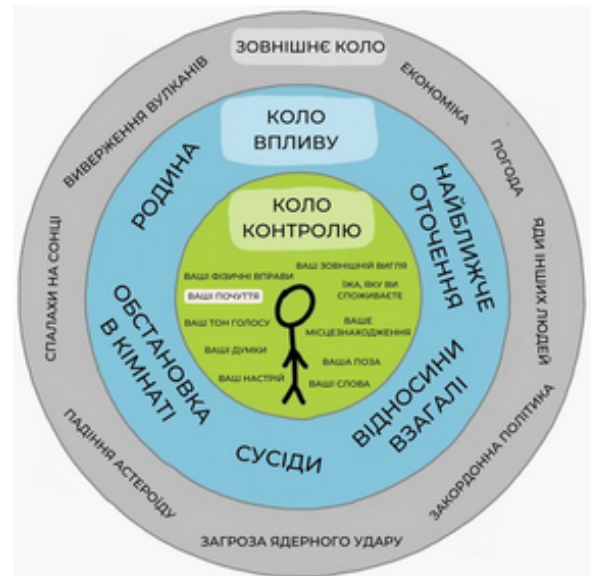 ЗОВНІШНЄ КОЛО
ВИВЕРЖЕННЯ ВУЛКАНІВ
ЕКОНОМІКА
ПОГОДА
ЯДИ ІНШИХ ЛЮДЕЙ
ЗАКОРДОННА ПОЛІТИКА
ЗАГРОЗА ЯДЕРНОГО УДАРУ
ПАДІННЯ АСТЕРОЇДУ
СПАЛАХИ НА СОНЦІ
КОЛО
ВПЛИВУ
РОДИНА
НАЙБЛИЖЧЕ
ОТОЧЕННЯ
ВІДНОСИНИ
ВЗАГАЛІ
СУСІДИ
ОБСТАНОВКА
В КІМНАТІ
КОЛО
КОНТРОЛЮ
ВАШ ЗОВНІШНІЙ ВИГЛЯ
ВАШІ ФІЗИЧНІ ВПРАВИ
ЇЖА, ЯКУ ВИ
СПОЖИВАЄТЕ
ВАШІ ПОЧУТТЯ
ВАШЕ
МІСЦЕЗНАХОДЖЕННЯ
ВАШ ТОН ГОЛОСУ
ВАШІ ДУМКИ
ВАША ПОЗА
ВАШ НАСТРІЙ
ВАШІ СЛОВА